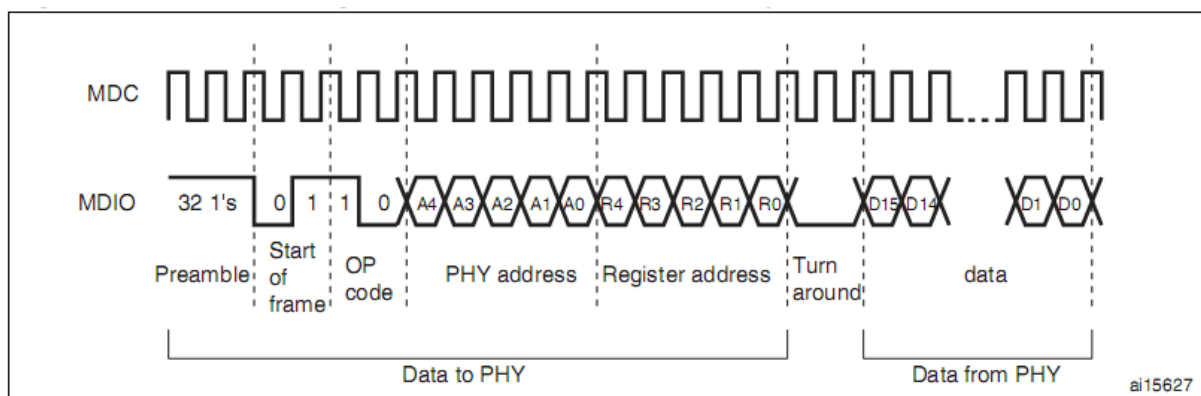 MDC
MDIO 32 1's 0 1 1 0 A4 A3 A2 A1 A0 R4 R3 R2 R1 R0 D15 D14 D1 D0
Preamble Start of frame OP code PHY address Register address Turn around data
Data to PHY Data from PHY
ai15627